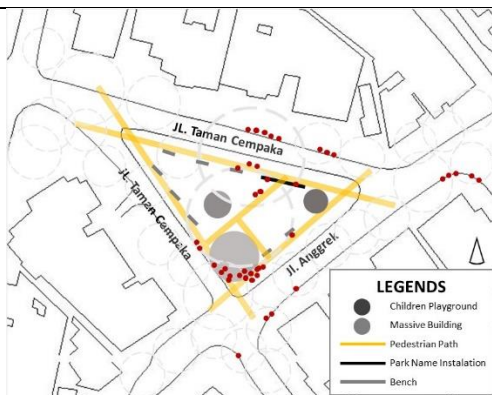 JL. Taman Cempaka
JL. Taman Cempaka
Jl. Anggrek
LEGENDS
Children Playground
Massive Building
Pedestrian Path
Park Name Instalation
Bench